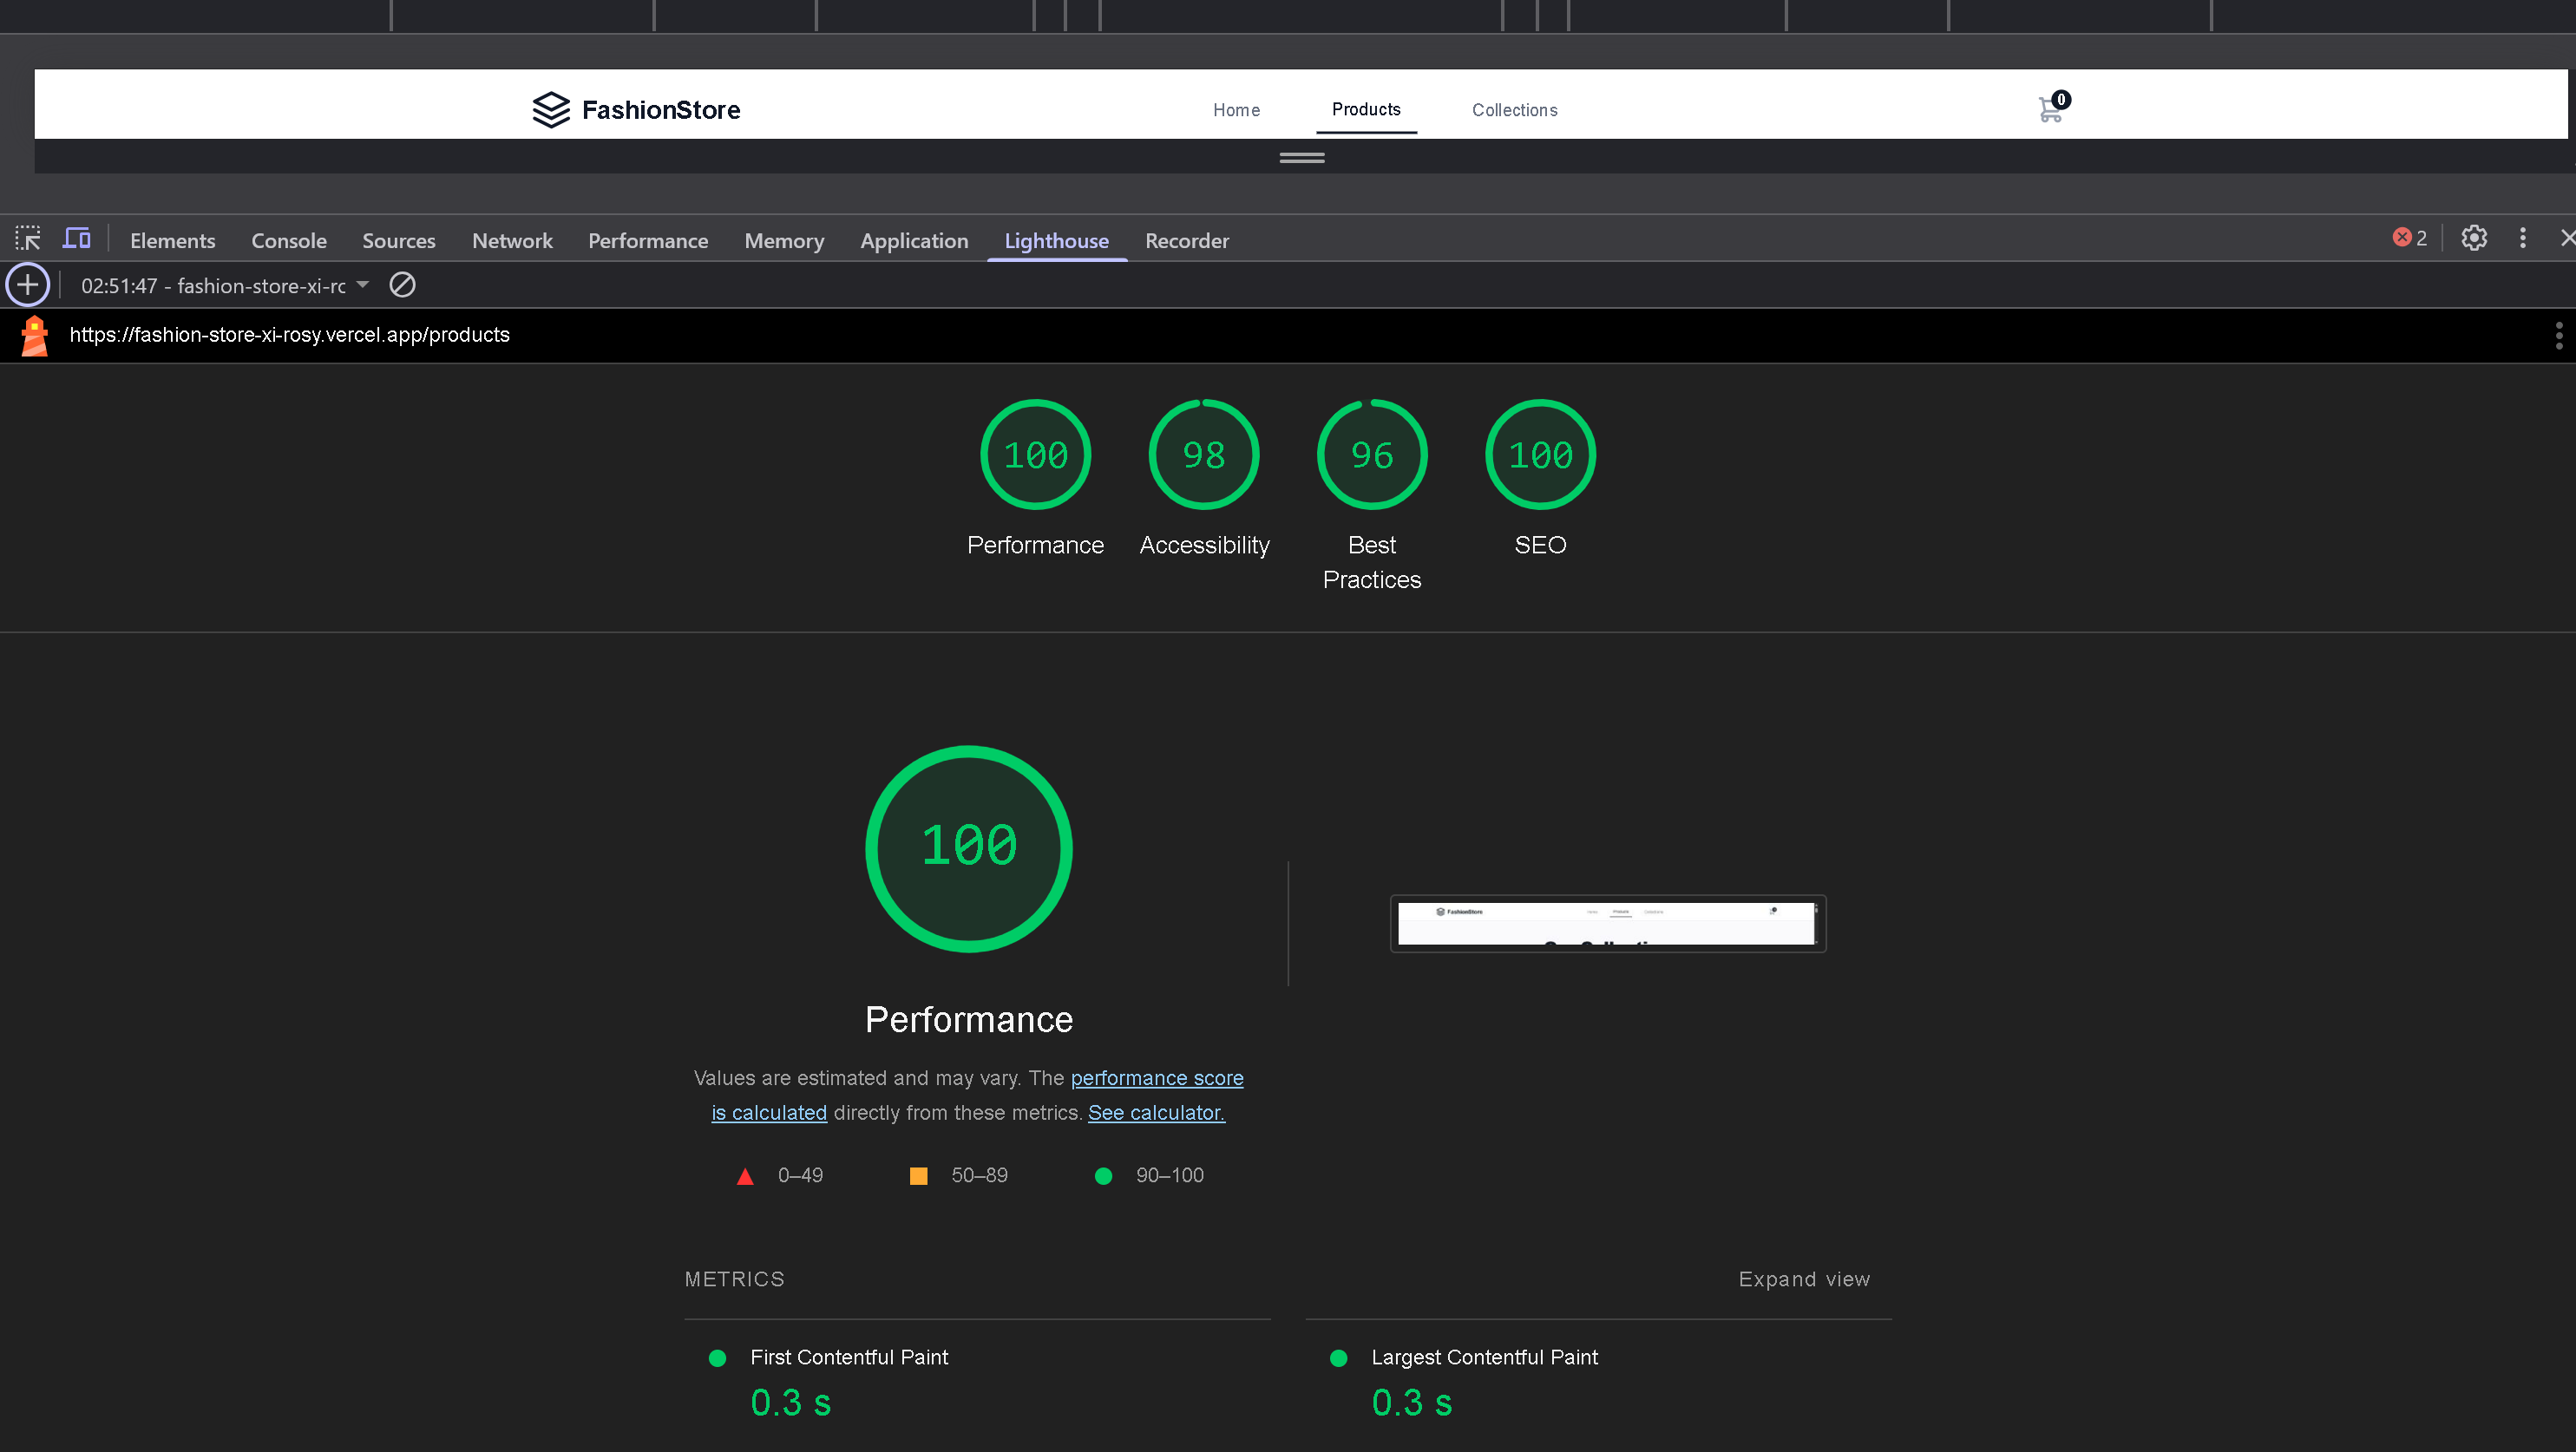 FashionStore
Home
Products
Collections
0
Elements
Console
Sources
Network
Performance
Memory
Application
Lighthouse
Recorder
2
02:51:47 - fashion-store-xi-rc
https://fashion-store-xi-rosy.vercel.app/products
100
98
96
100
Performance
Accessibility
Best
Practices
SEO
100
FashionStore
Products
Performance
Values are estimated and may vary. The performance score
is calculated directly from these metrics. See calculator.
0–49
50–89
90–100
METRICS
Expand view
First Contentful Paint
0.3 s
Largest Contentful Paint
0.3 s